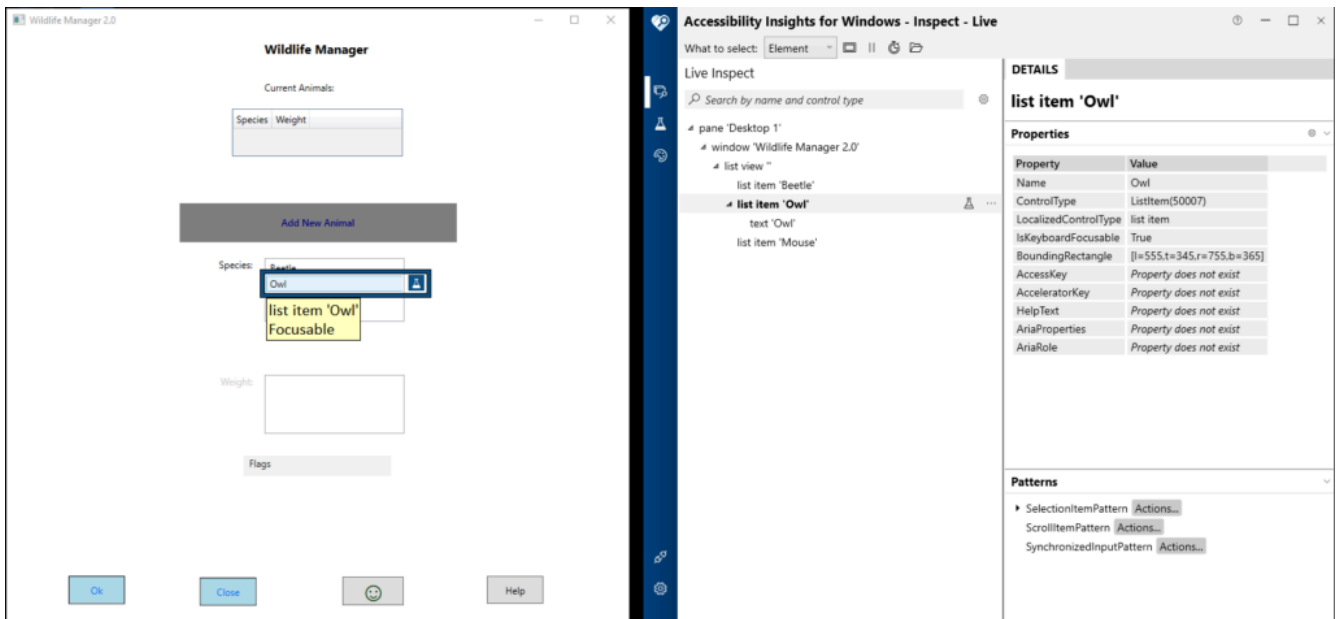 Wildlife Manager 2.0
Wildlife Manager
Current Animals:
Species Weight
Add New Animal
Species:
Beetle
Owl
list item 'Owl'
Focusable
Weight:
Flags
Ok
Close
Help
Accessibility Insights for Windows - Inspect - Live
What to select: Element
Live Inspect
Search by name and control type
pane 'Desktop 1'
window 'Wildlife Manager 2.0'
list view ''
list item 'Beetle'
list item 'Owl'
text 'Owl'
list item 'Mouse'
DETAILS
list item 'Owl'
Properties
Property Value
Name Owl
ControlType ListItem(50007)
LocalizedControlType list item
IsKeyboardFocusable True
BoundingRectangle [l=555,t=345,r=755,b=365]
AccessKey Property does not exist
AcceleratorKey Property does not exist
HelpText Property does not exist
AriaProperties Property does not exist
AriaRole Property does not exist
Patterns
SelectionItemPattern Actions...
ScrollItemPattern Actions...
SynchronizedInputPattern Actions...